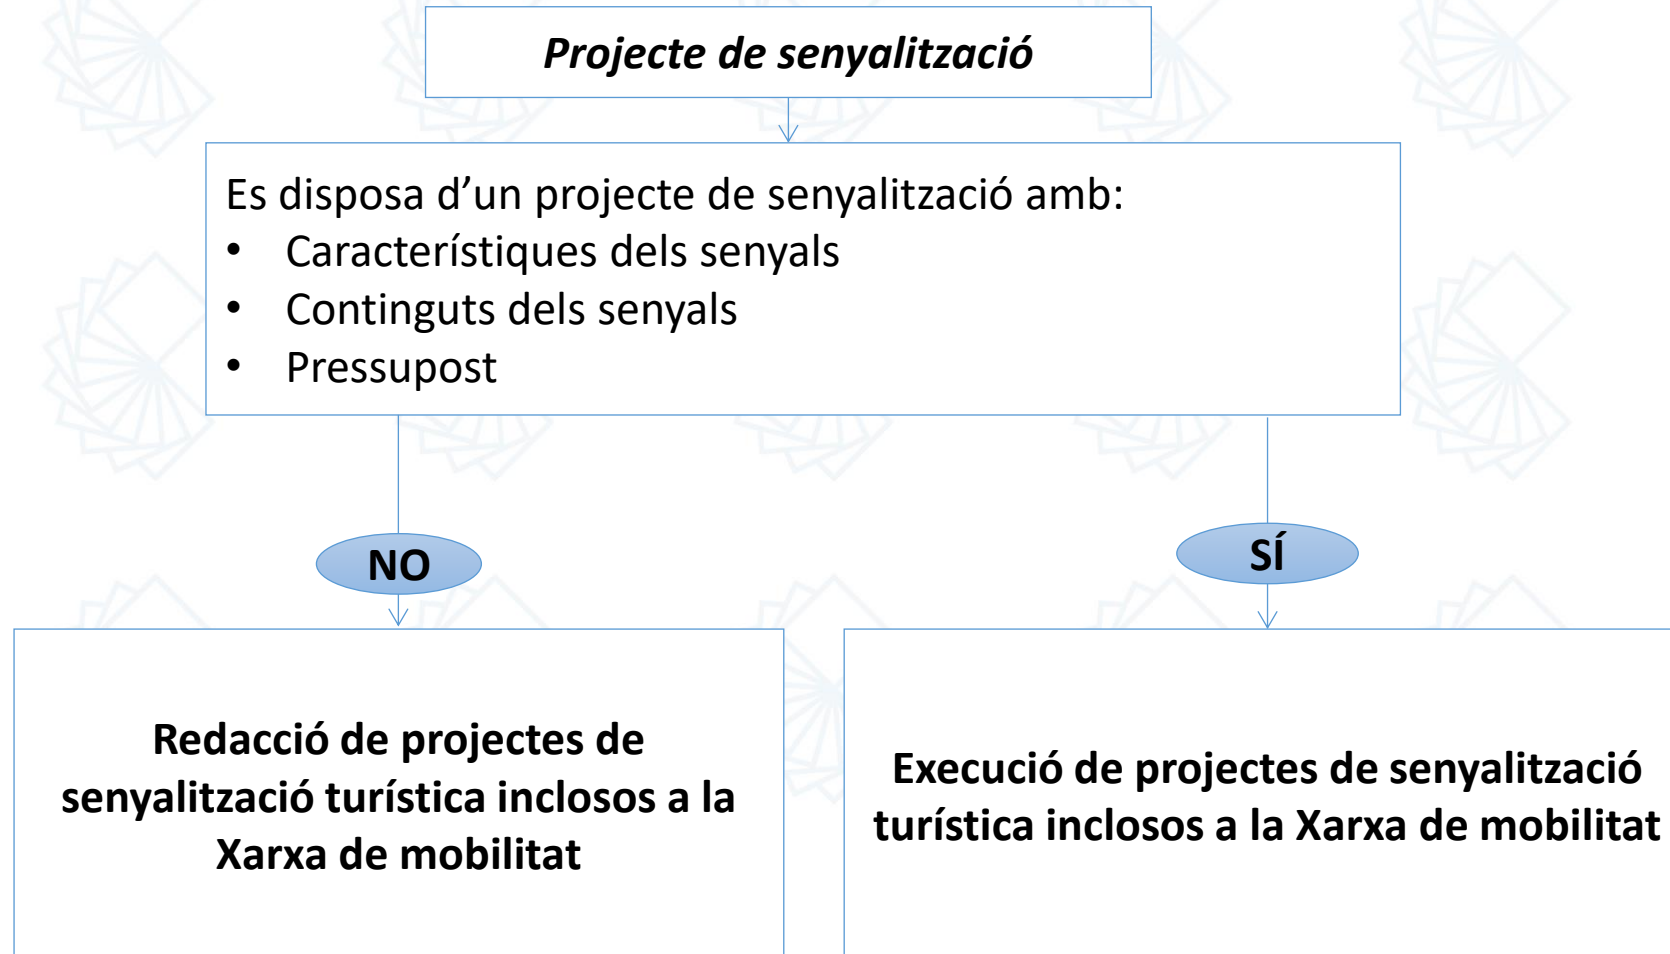 Projecte de senyalització
Es disposa d’un projecte de senyalització amb:
• Característiques dels senyals
• Continguts dels senyals
• Pressupost
NO
SÍ
Redacció de projectes de
senyalització turística inclosos a la
Xarxa de mobilitat
Execució de projectes de senyalització
turística inclosos a la Xarxa de mobilitat